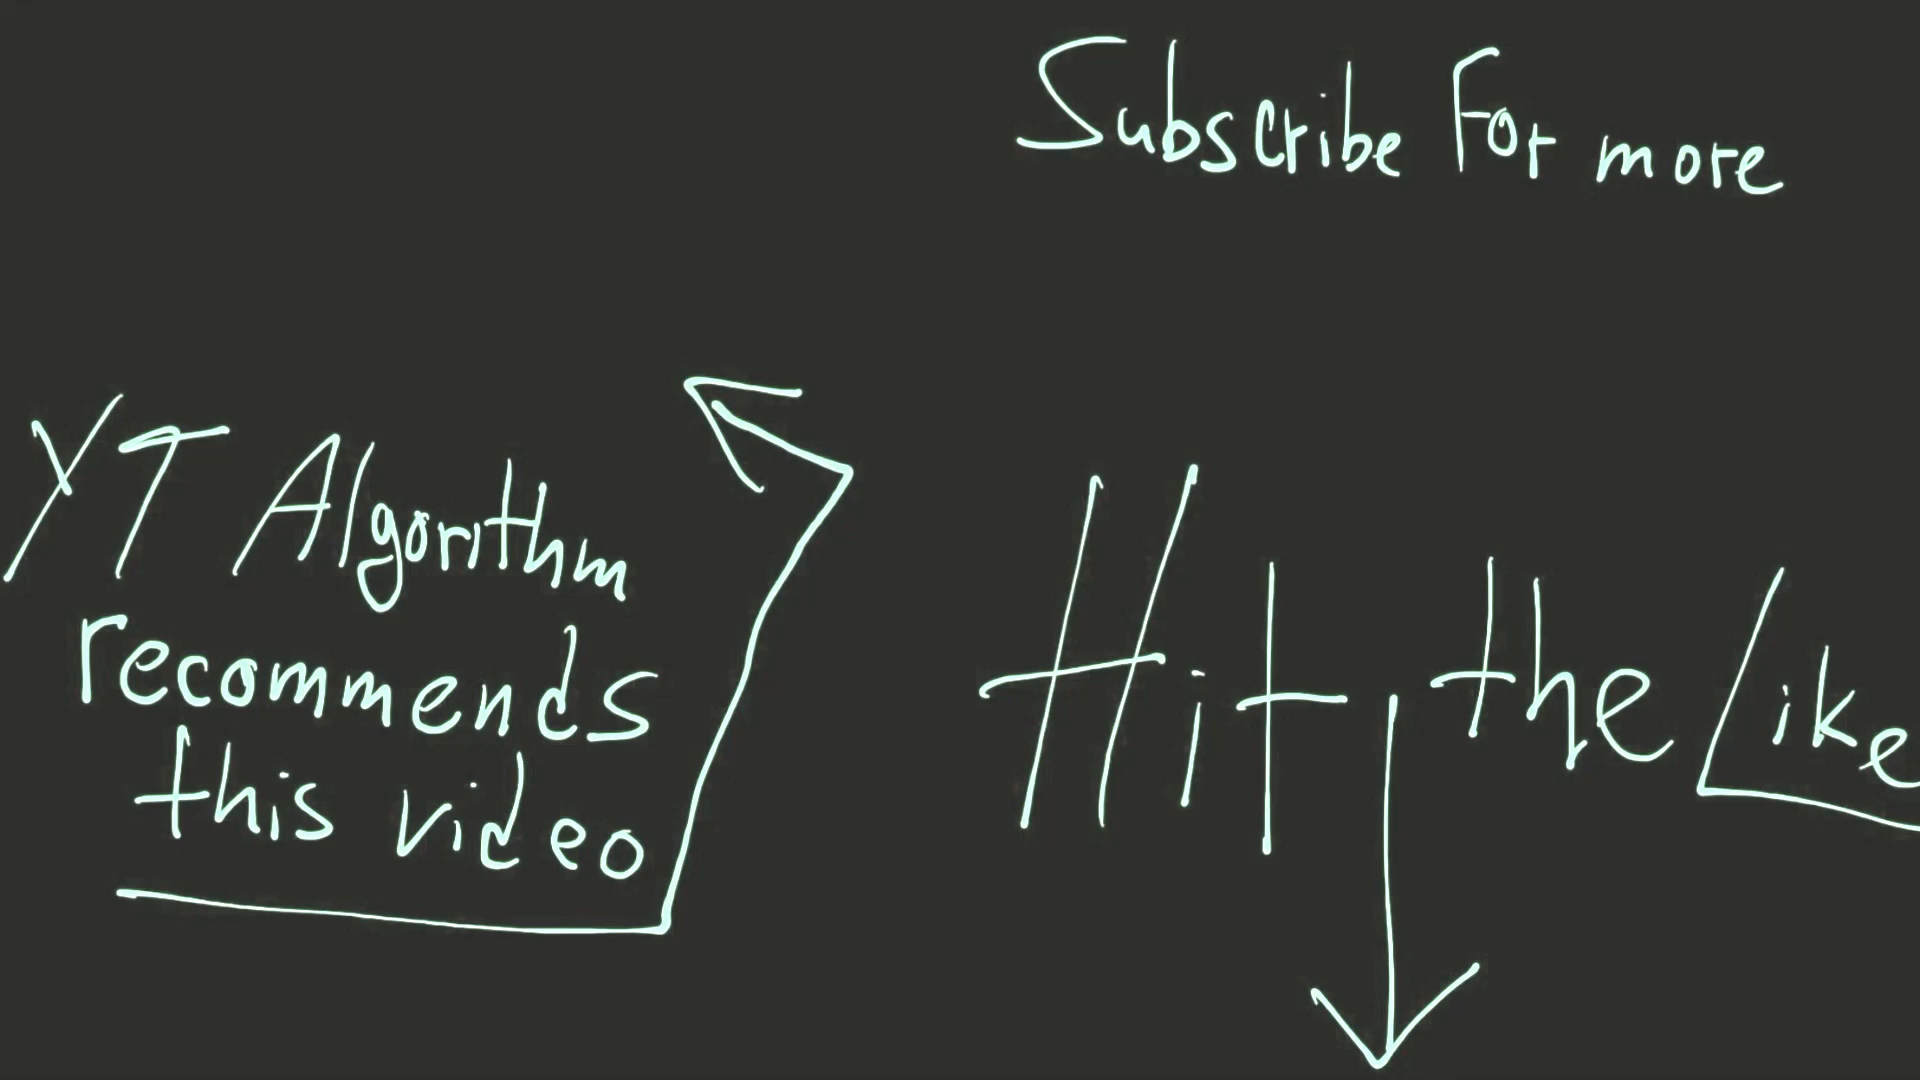 Subscribe For more
YT Algorithm
recommends
this video
Hit the Like